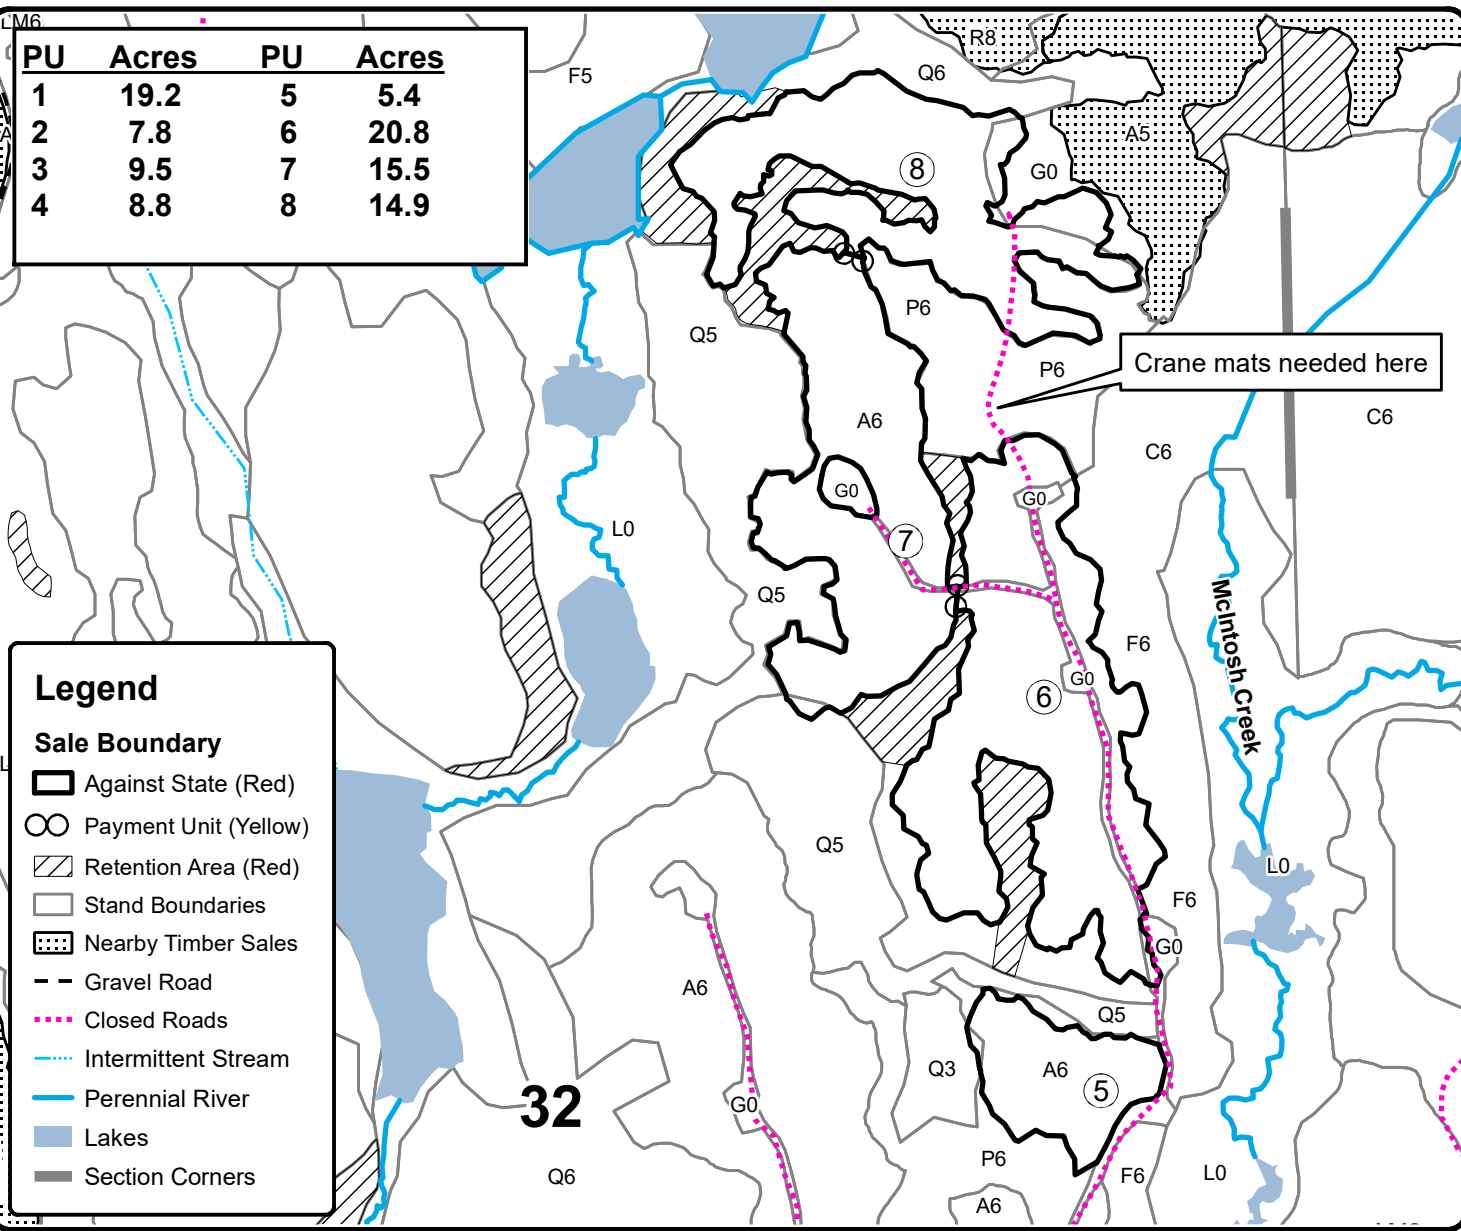 LM6
PU Acres PU Acres
1 19.2 5 5.4
2 7.8 6 20.8
3 9.5 7 15.5
4 8.8 8 14.9
F5
Q6
R8
A5
G0
8
P6
Q5
P6
Crane mats needed here
A6
C6
C6
G0
G0
L0
7
Q5
F6
McIntosh Creek
G0
6
Q5
L0
F6
G0
A6
Q5
Q3
A6
5
G0
32
P6
Q6
F6
L0
A6
Legend
Sale Boundary
Against State (Red)
Payment Unit (Yellow)
Retention Area (Red)
Stand Boundaries
Nearby Timber Sales
Gravel Road
Closed Roads
Intermittent Stream
Perennial River
Lakes
Section Corners